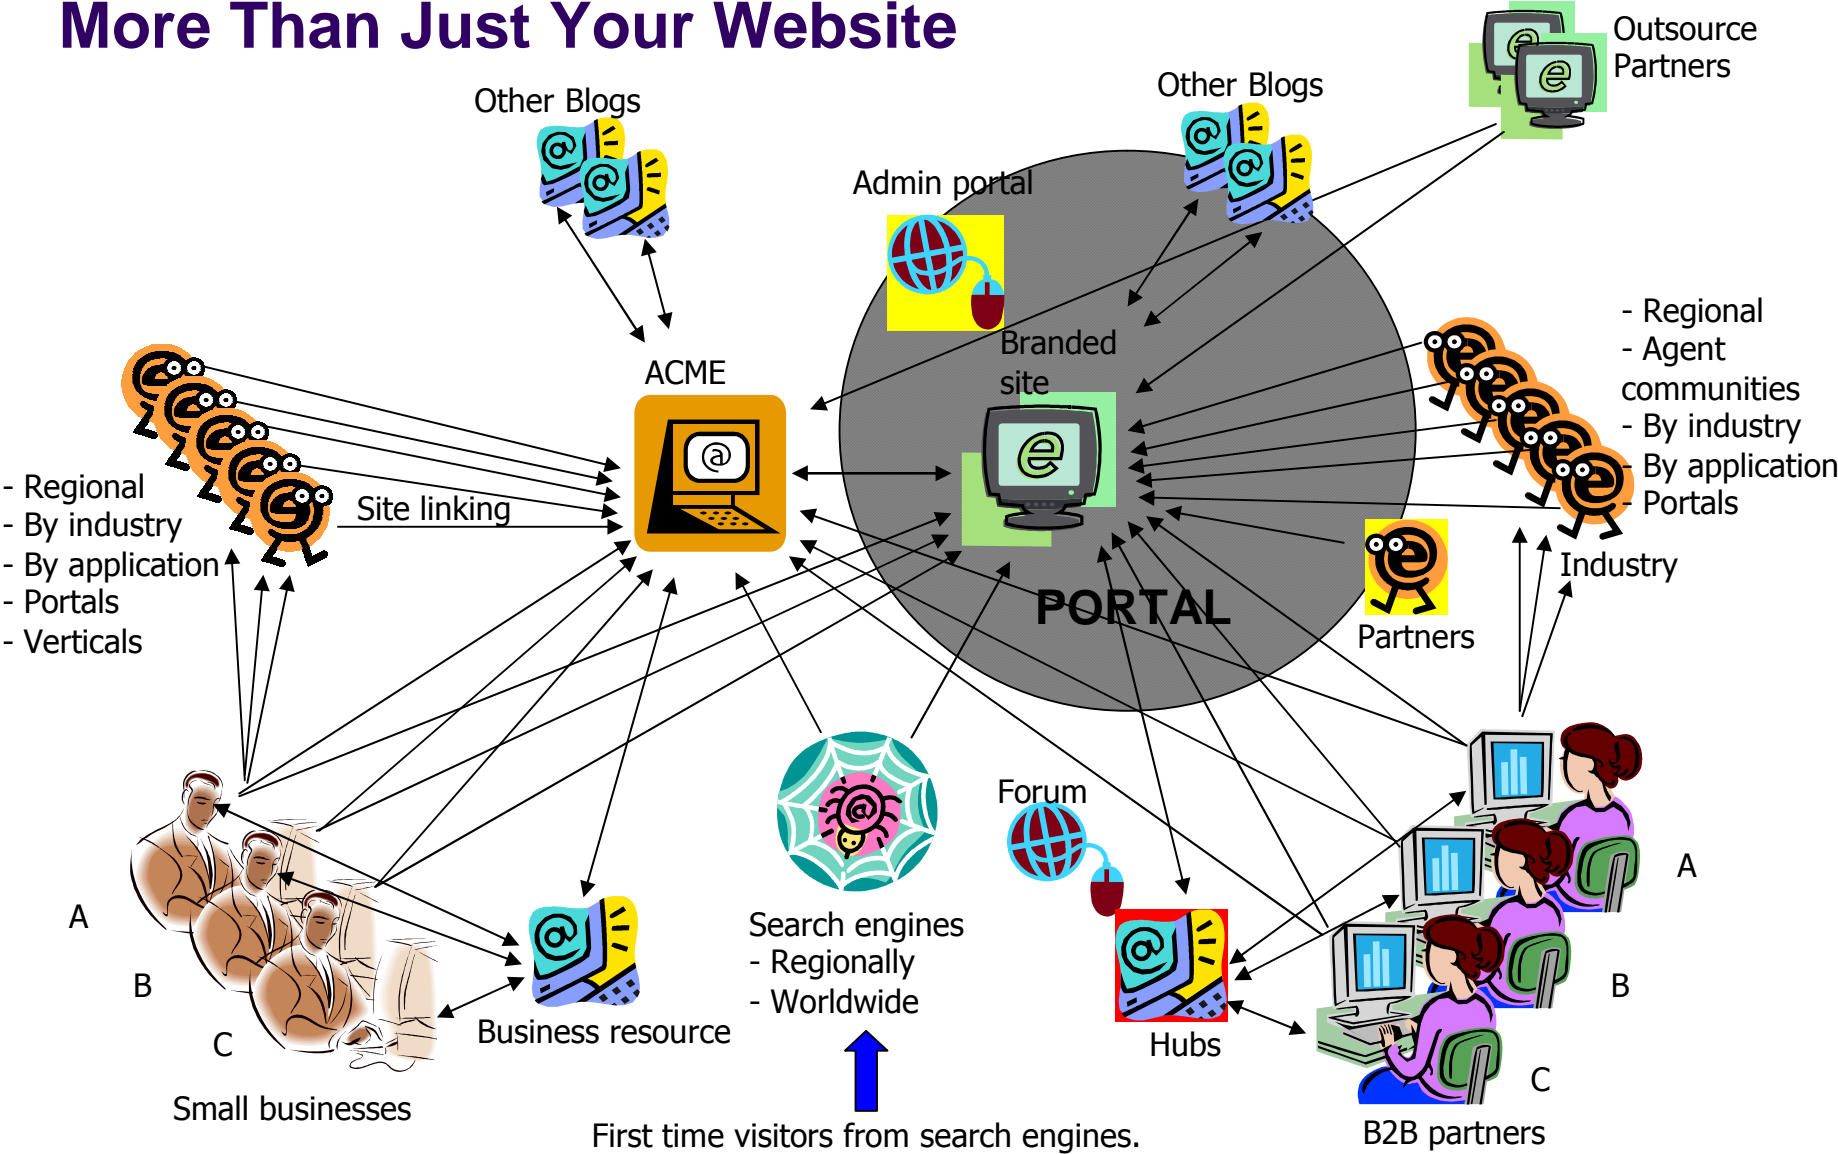 More Than Just Your Website
Outsource
Partners
Other Blogs
Other Blogs
Admin portal
Branded
site
ACME
- Regional
- Agent
communities
- By industry
- By application
- Portals
- Regional
- By industry
- By application
- Portals
- Verticals
Site linking
Industry
PORTAL
Partners
Forum
A
B
C
Small businesses
Business resource
Search engines
- Regionally
- Worldwide
Hubs
A
B
C
B2B partners
First time visitors from search engines.